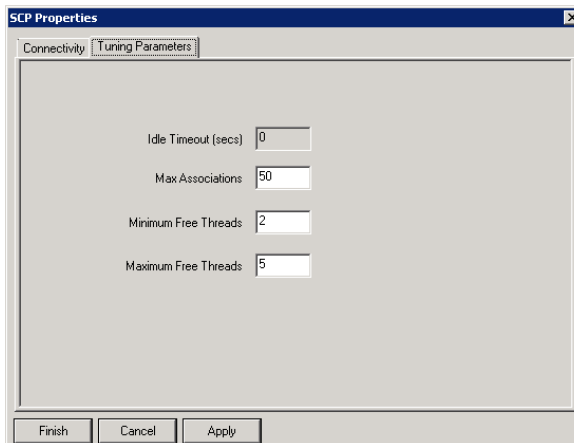 SCP Properties
Connectivity Tuning Parameters
Idle Timeout (secs) 0
Max Associations 50
Minimum Free Threads 2
Maximum Free Threads 5
Finish Cancel Apply